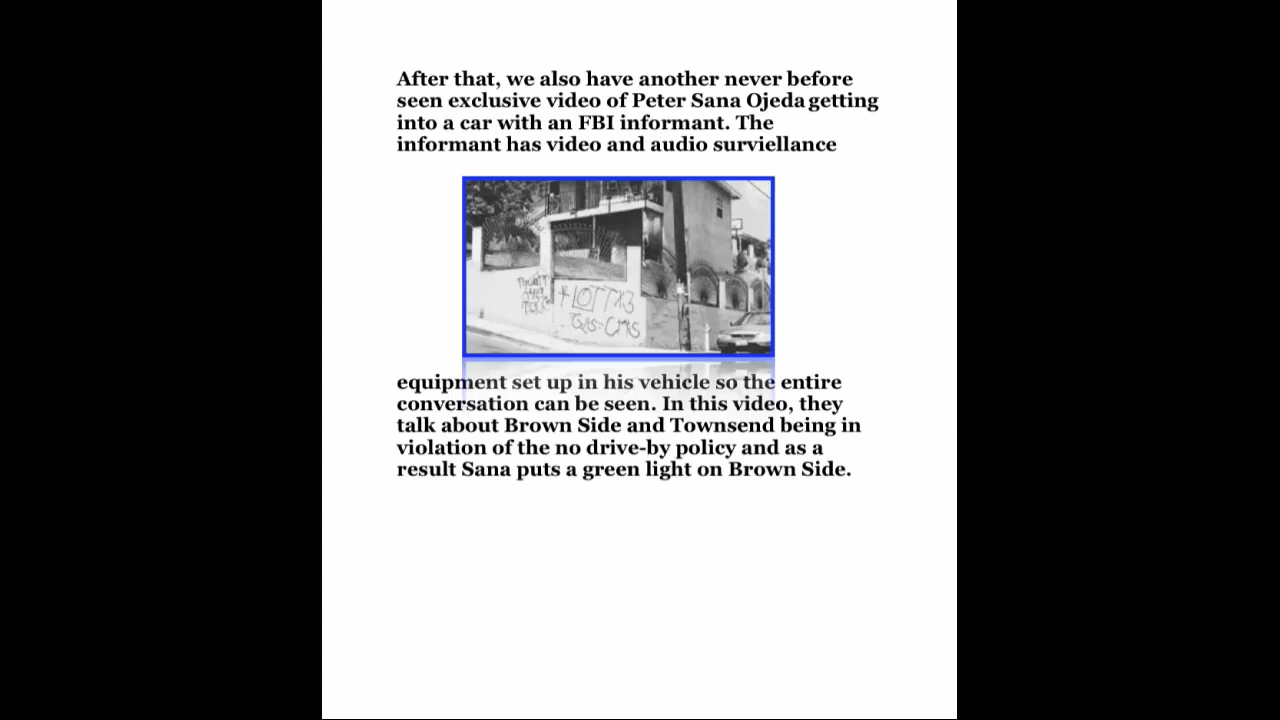 After that, we also have another never before
seen exclusive video of Peter Sana Ojeda getting
into a car with an FBI informant. The
informant has video and audio surviellance
equipment set up in his vehicle so the entire
conversation can be seen. In this video, they
talk about Brown Side and Townsend being in
violation of the no drive-by policy and as a
result Sana puts a green light on Brown Side.